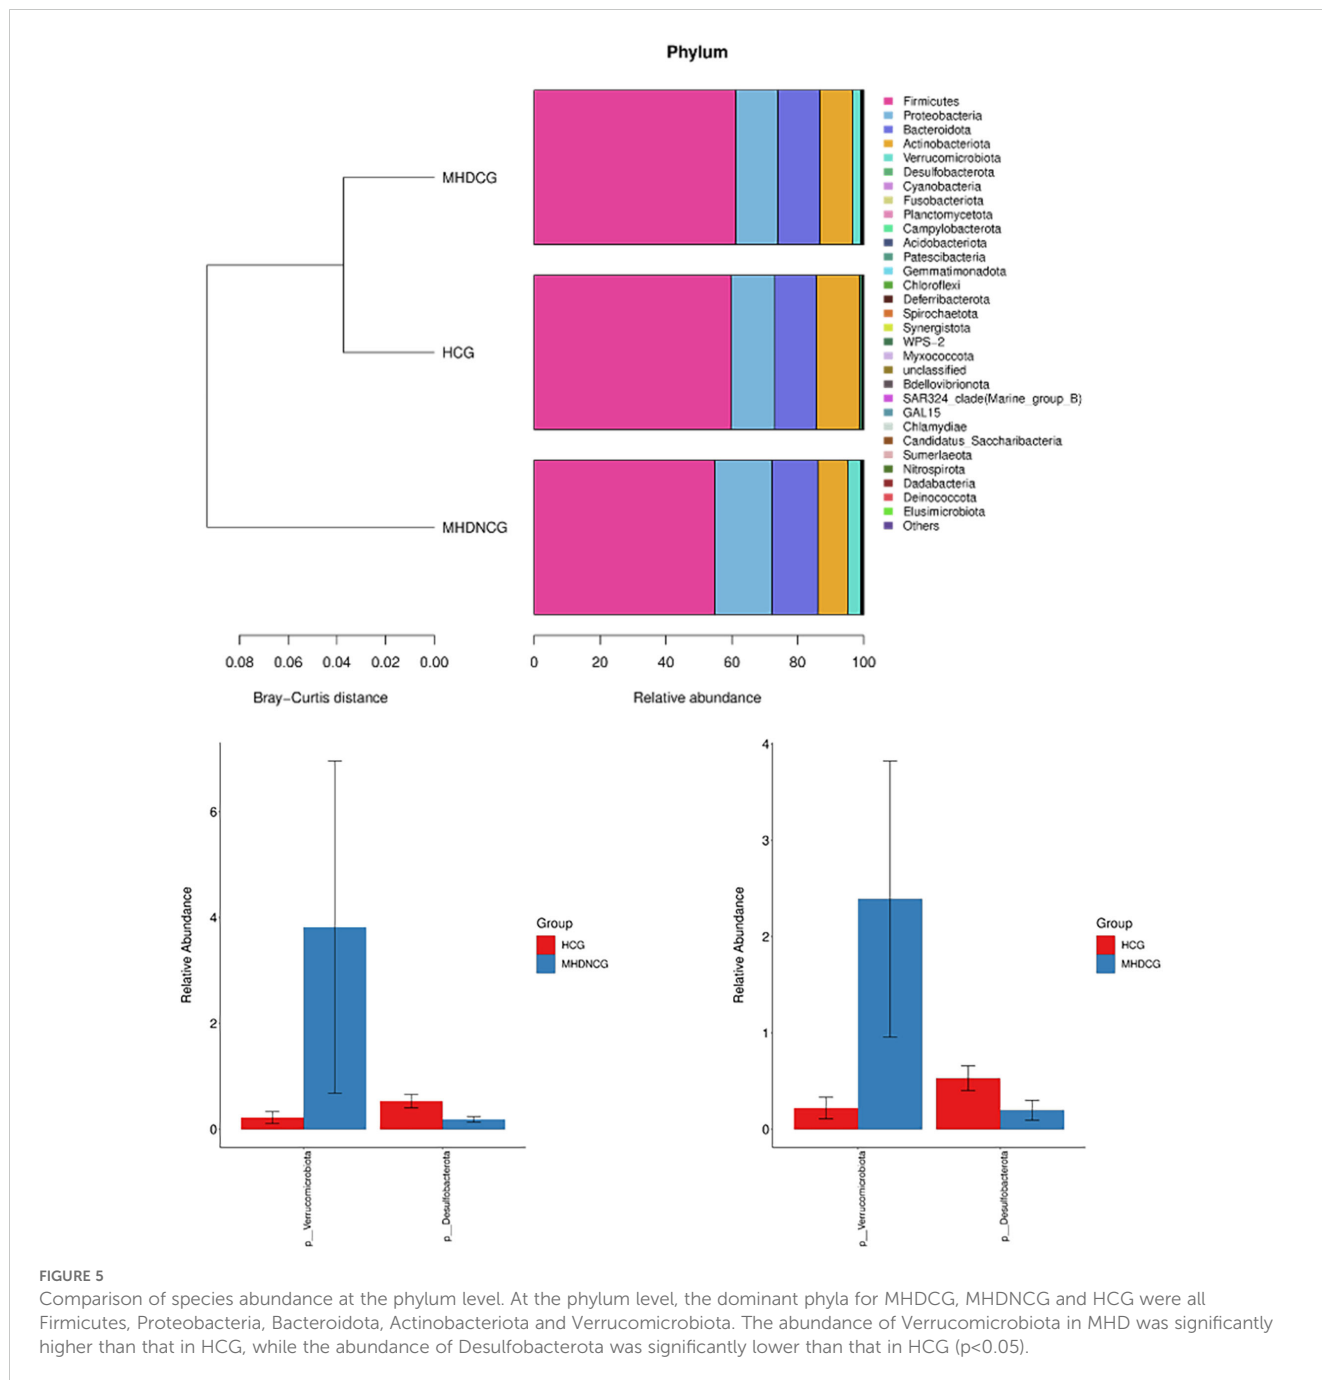 Phylum
MHDCG
HCG
MHDNCG
Firmicutes
Proteobacteria
Bacteroidota
Actinobacteriota
Verrucomicrobiota
Desulfobacterota
Cyanobacteria
Fusobacteriota
Planctomycetota
Campylobacterota
Acidobacteriota
Patescibacteria
Gemmatimonadota
Chloroflexi
Deferribacterota
Spirochaetota
Synergistota
WPS-2
Myxococcota
unclassified
Bdellovibrionota
SAR324_clade(Marine_group_B)
GAL15
Chlamydiae
Candidatus_Saccharibacteria
Sumerlaeota
Nitrospirota
Dadabacteria
Deinococcota
Elusimicrobiota
Others
0.08 0.06 0.04 0.02 0.00
Bray-Curtis distance
0 20 40 60 80 100
Relative abundance
Relative Abundance
6
4
2
0
p__Verrucomicrobiota
p__Desulfobacterota
Group
HCG
MHDNCG
Relative Abundance
4
3
2
1
0
p__Verrucomicrobiota
p__Desulfobacterota
Group
HCG
MHDCG
FIGURE 5
Comparison of species abundance at the phylum level. At the phylum level, the dominant phyla for MHDCG, MHDNCG and HCG were all
Firmicutes, Proteobacteria, Bacteroidota, Actinobacteriota and Verrucomicrobiota. The abundance of Verrucomicrobiota in MHD was significantly
higher than that in HCG, while the abundance of Desulfobacterota was significantly lower than that in HCG (p<0.05).